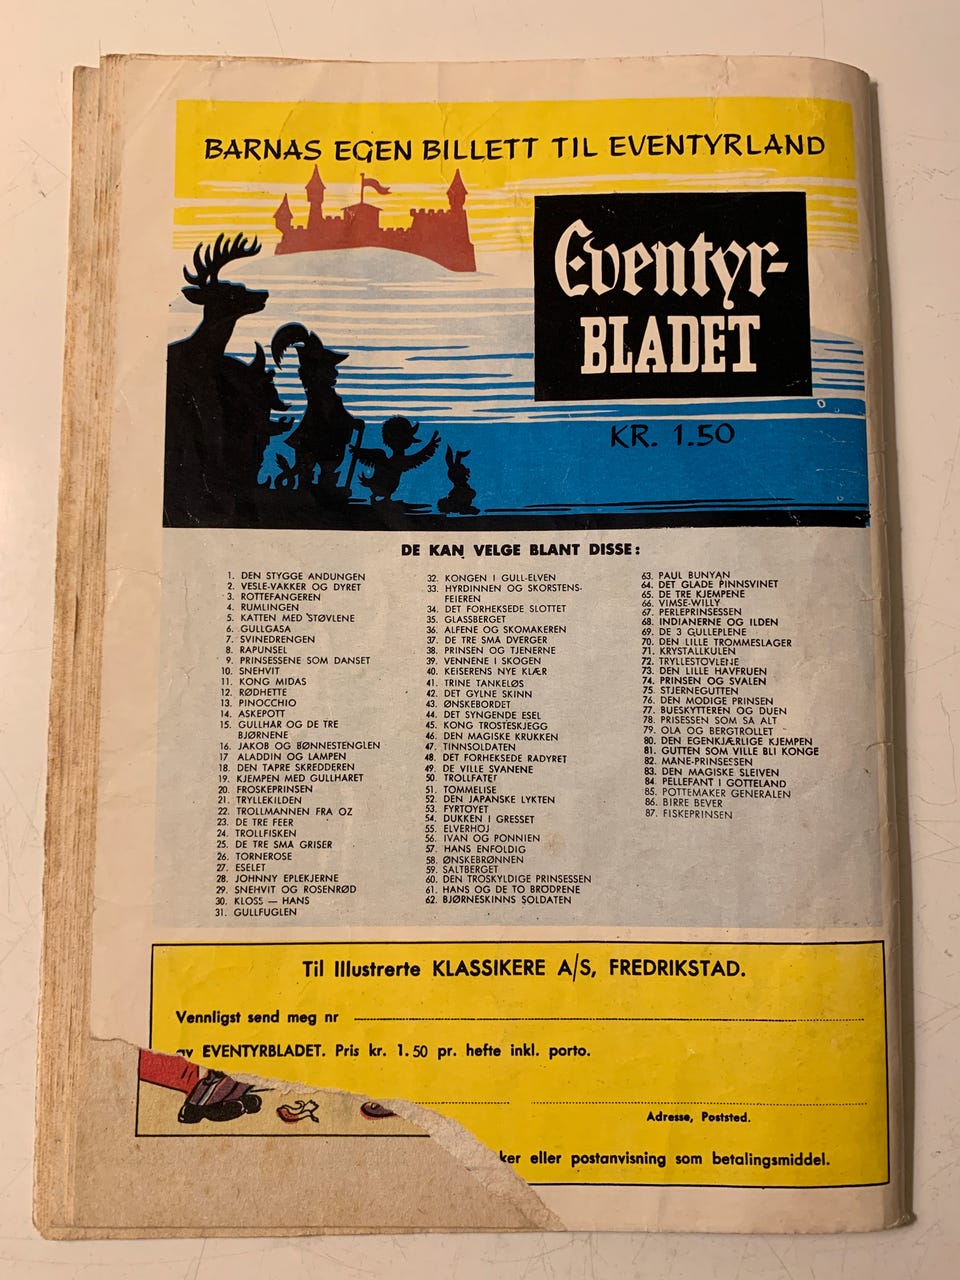 BARNAS EGEN BILLETT TIL EVENTYRLAND
Eventyr-
BLADET
KR. 1.50
DE KAN VELGE BLANT DISSE:
1. DEN STYGGE ANDUNGEN
2. VESLE-VAKKER OG DYRET
3. ROTTEFANGEREN
4. RUMLINGEN
5. KATTEN MED STØVLENE
6. GULLGASA
7. SVINEDRENGEN
8. RAPUNSEL
9. PRINSESSENE SOM DANSET
10. SNEHVIT
11. KONG MIDAS
12. RØDHETTE
13. PINOCCHIO
14. ASKEPOTT
15. GULLHÅR OG DE TRE
BJØRNENE
16. JAKOB OG BØNNESTENGLEN
17 ALADDIN OG LAMPEN
18. DEN TAPRE SKREDDEREN
19. KJEMPEN MED GULLHÅRET
20. FROSKEPRINSEN
21. TRYLLEKILDEN
22. TROLLMANNEN FRA OZ
23. DE TRE FEER
24. TROLLFISKEN
25. DE TRE SMÅ GRISER
26. TORNEROSE
27. ESELET
28. JOHNNY EPLEKJERNE
29. SNEHVIT OG ROSENRØD
30. KLOSS — HANS
31. GULLFUGLEN
32. KONGEN I GULL-ELVEN
33. HYRDINNEN OG SKORSTENS-
FEIEREN
34. DET FORHEKSEDE SLOTTET
35. GLASSBERGET
36. ALFENE OG SKOMAKEREN
37. DE TRE SMÅ DVERGER
38. PRINSEN OG TJENERNE
39. VENNENE I SKOGEN
40. KEISERENS NYE KLÆR
41. TRINE TANKELØS
42. DET GYLNE SKINN
43. ØNSKEBORDET
44. DET SYNGENDE ESEL
45. KONG TROSTESKJEGG
46. DEN MAGISKE KRUKKEN
47. TINNSOLDATEN
48. DET FORHEKSEDE RÅDYRET
49. DE VILLE SVANENE
50. TROLLFATET
51. TOMMELISE
52. DEN JAPANSKE LYKTEN
53. FYRTØYET
54. DUKKEN I GRESSET
55. ELVERHØJ
56. IVAN OG PONNIEN
57. HANS ENFOLDIG
58. ØNSKEBRØNNEN
59. SALTBERGET
60. DEN TROSKYLDIGE PRINSESSEN
61. HANS OG DE TO BRØDRENE
62. BJØRNESKINNS SOLDATEN
63. PAUL BUNYAN
64. DET GLADE PINNSVINET
65. DE TRE KJEMPENE
66. VIMSE-WILLY
67. PERLEPRINSESSEN
68. INDIANERNE OG ILDEN
69. DE 3 GULLEPLENE
70. DEN LILLE TROMMESLAGER
71. KRYSTALLKULEN
72. TRYLLESTØVLENE
73. DEN LILLE HAVFRUEN
74. PRINSEN OG SVALEN
75. STJERNEGUTTEN
76. DEN MODIGE PRINSEN
77. BUESKYTTEREN OG DUEN
78. PRISESSEN SOM SA ALT
79. OLA OG BERGTROLLET
80. DEN EGENKJÆRLIGE KJEMPEN
81. GUTTEN SOM VILLE BLI KONGE
82. MÅNE-PRINSESSEN
83. DEN MAGISKE SLEIVEN
84. PELLEFANT I GOTTELAND
85. POTTEMAKER GENERALEN
86. BIRRE BEVER
87. FISKEPRINSEN
Til Illustrerte KLASSIKERE A/S, FREDRIKSTAD.
Vennligst send meg nr
av EVENTYRBLADET. Pris kr. 1.50 pr. hefte inkl. porto.
Adresse, Poststed.
ker eller postanvisning som betalingsmiddel.